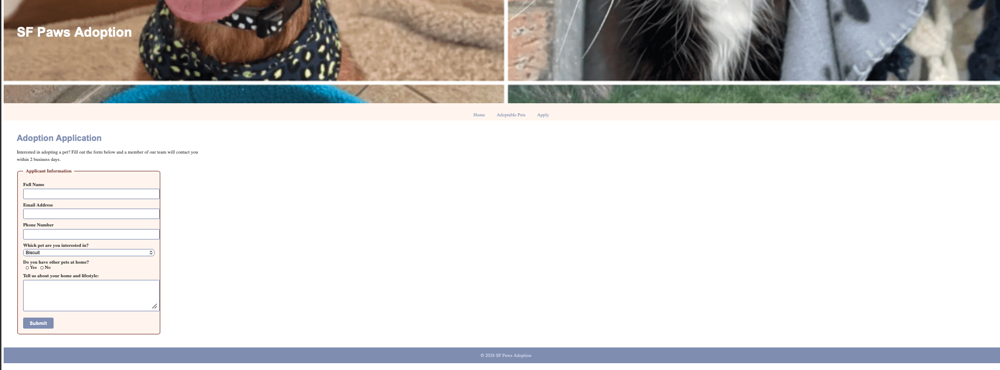 SF Paws Adoption
Home Adoptable Pets Apply
Adoption Application
Interested in adopting a pet? Fill out the form below and a member of our team will contact you
within 2 business days.
Applicant Information
Full Name
Email Address
Phone Number
Which pet are you interested in?
Biscuit
Do you have other pets at home?
Yes No
Tell us about your home and lifestyle:
Submit
© 2026 SF Paws Adoption